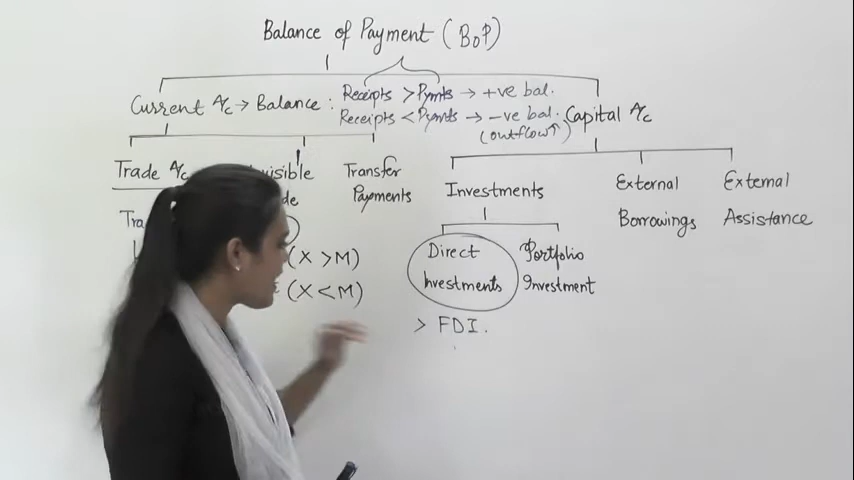 Balance of Payment (BoP)
Current A/c → Balance : Receipts > Pymts → +ve bal.
Receipts < Pymts → -ve bal.
(outflow↑)
Capital A/c
Trade A/c
Transfer
Payments
(X > M)
(X < M)
Investments
External
Borrowings
External
Assistance
Direct
Investments
Portfolio
Investment
> FDI.